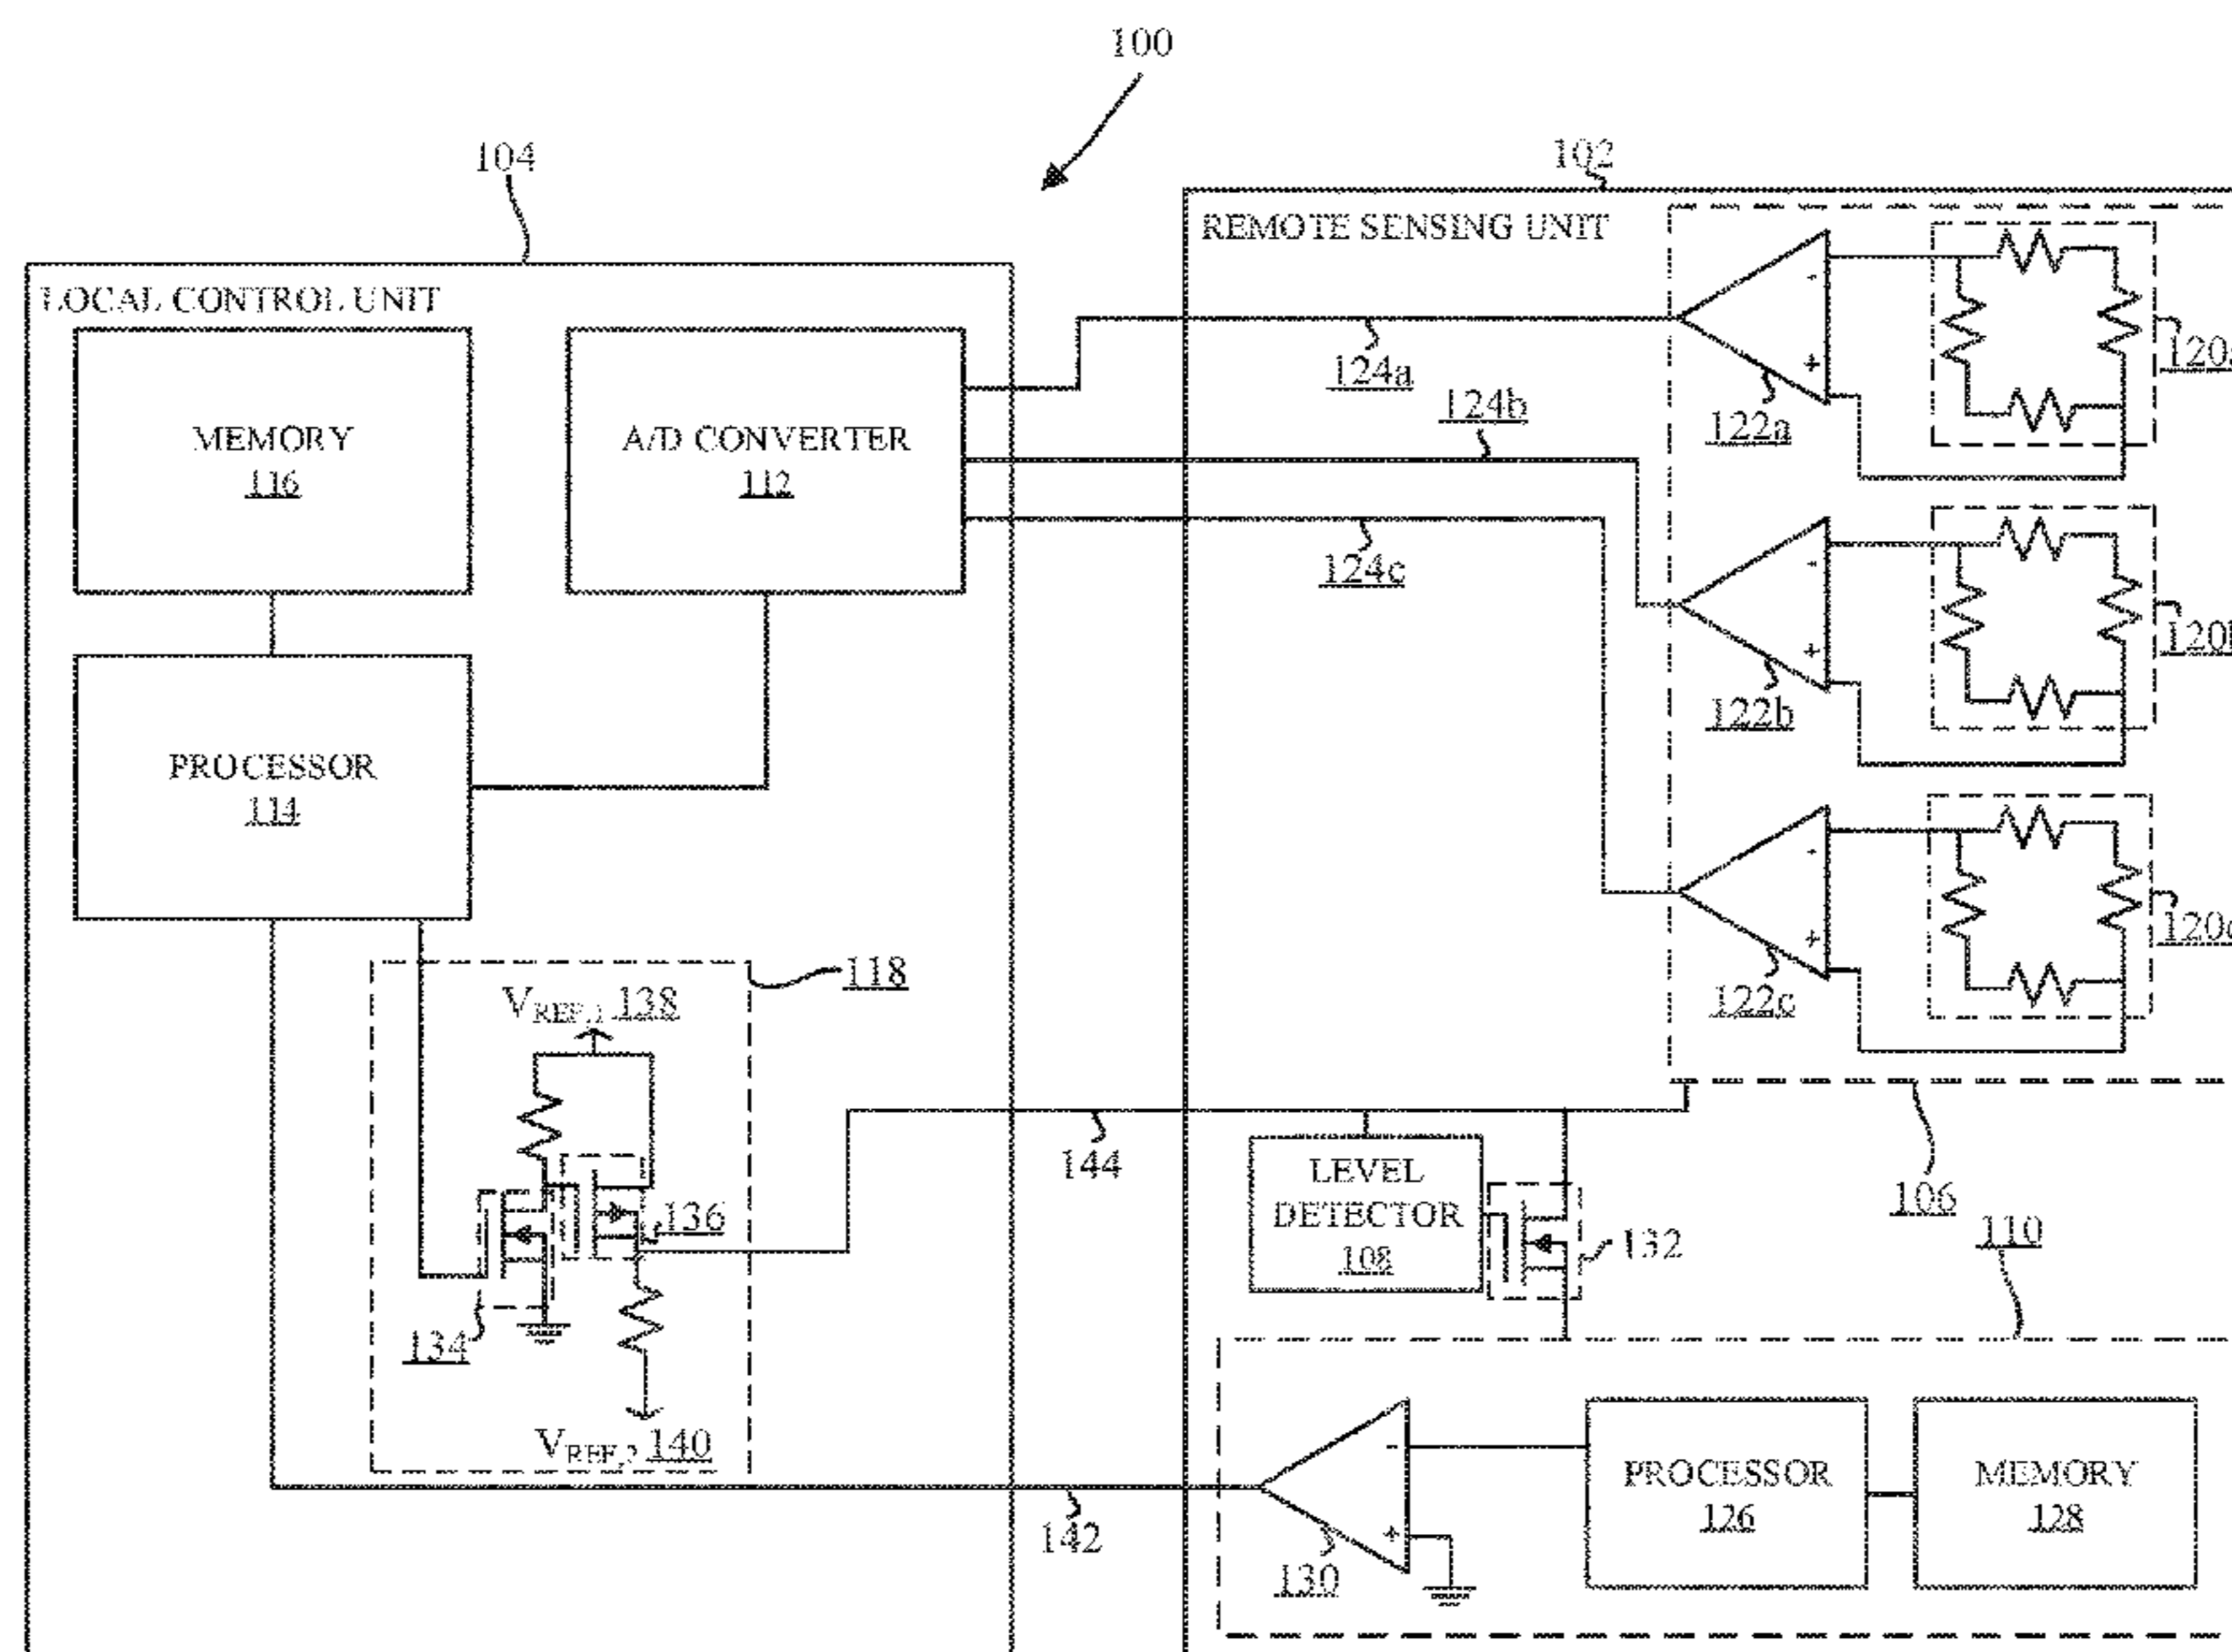 100
104
102
REMOTE SENSING UNIT
LOCAL CONTROL UNIT
MEMORY
116
A/D CONVERTER
112
124a
124b
124c
122a
122b
122c
PROCESSOR
114
118
VREF,1 138
136
134
VREF,2 140
144
LEVEL
DETECTOR
108
132
106
110
142
130
PROCESSOR
126
MEMORY
128